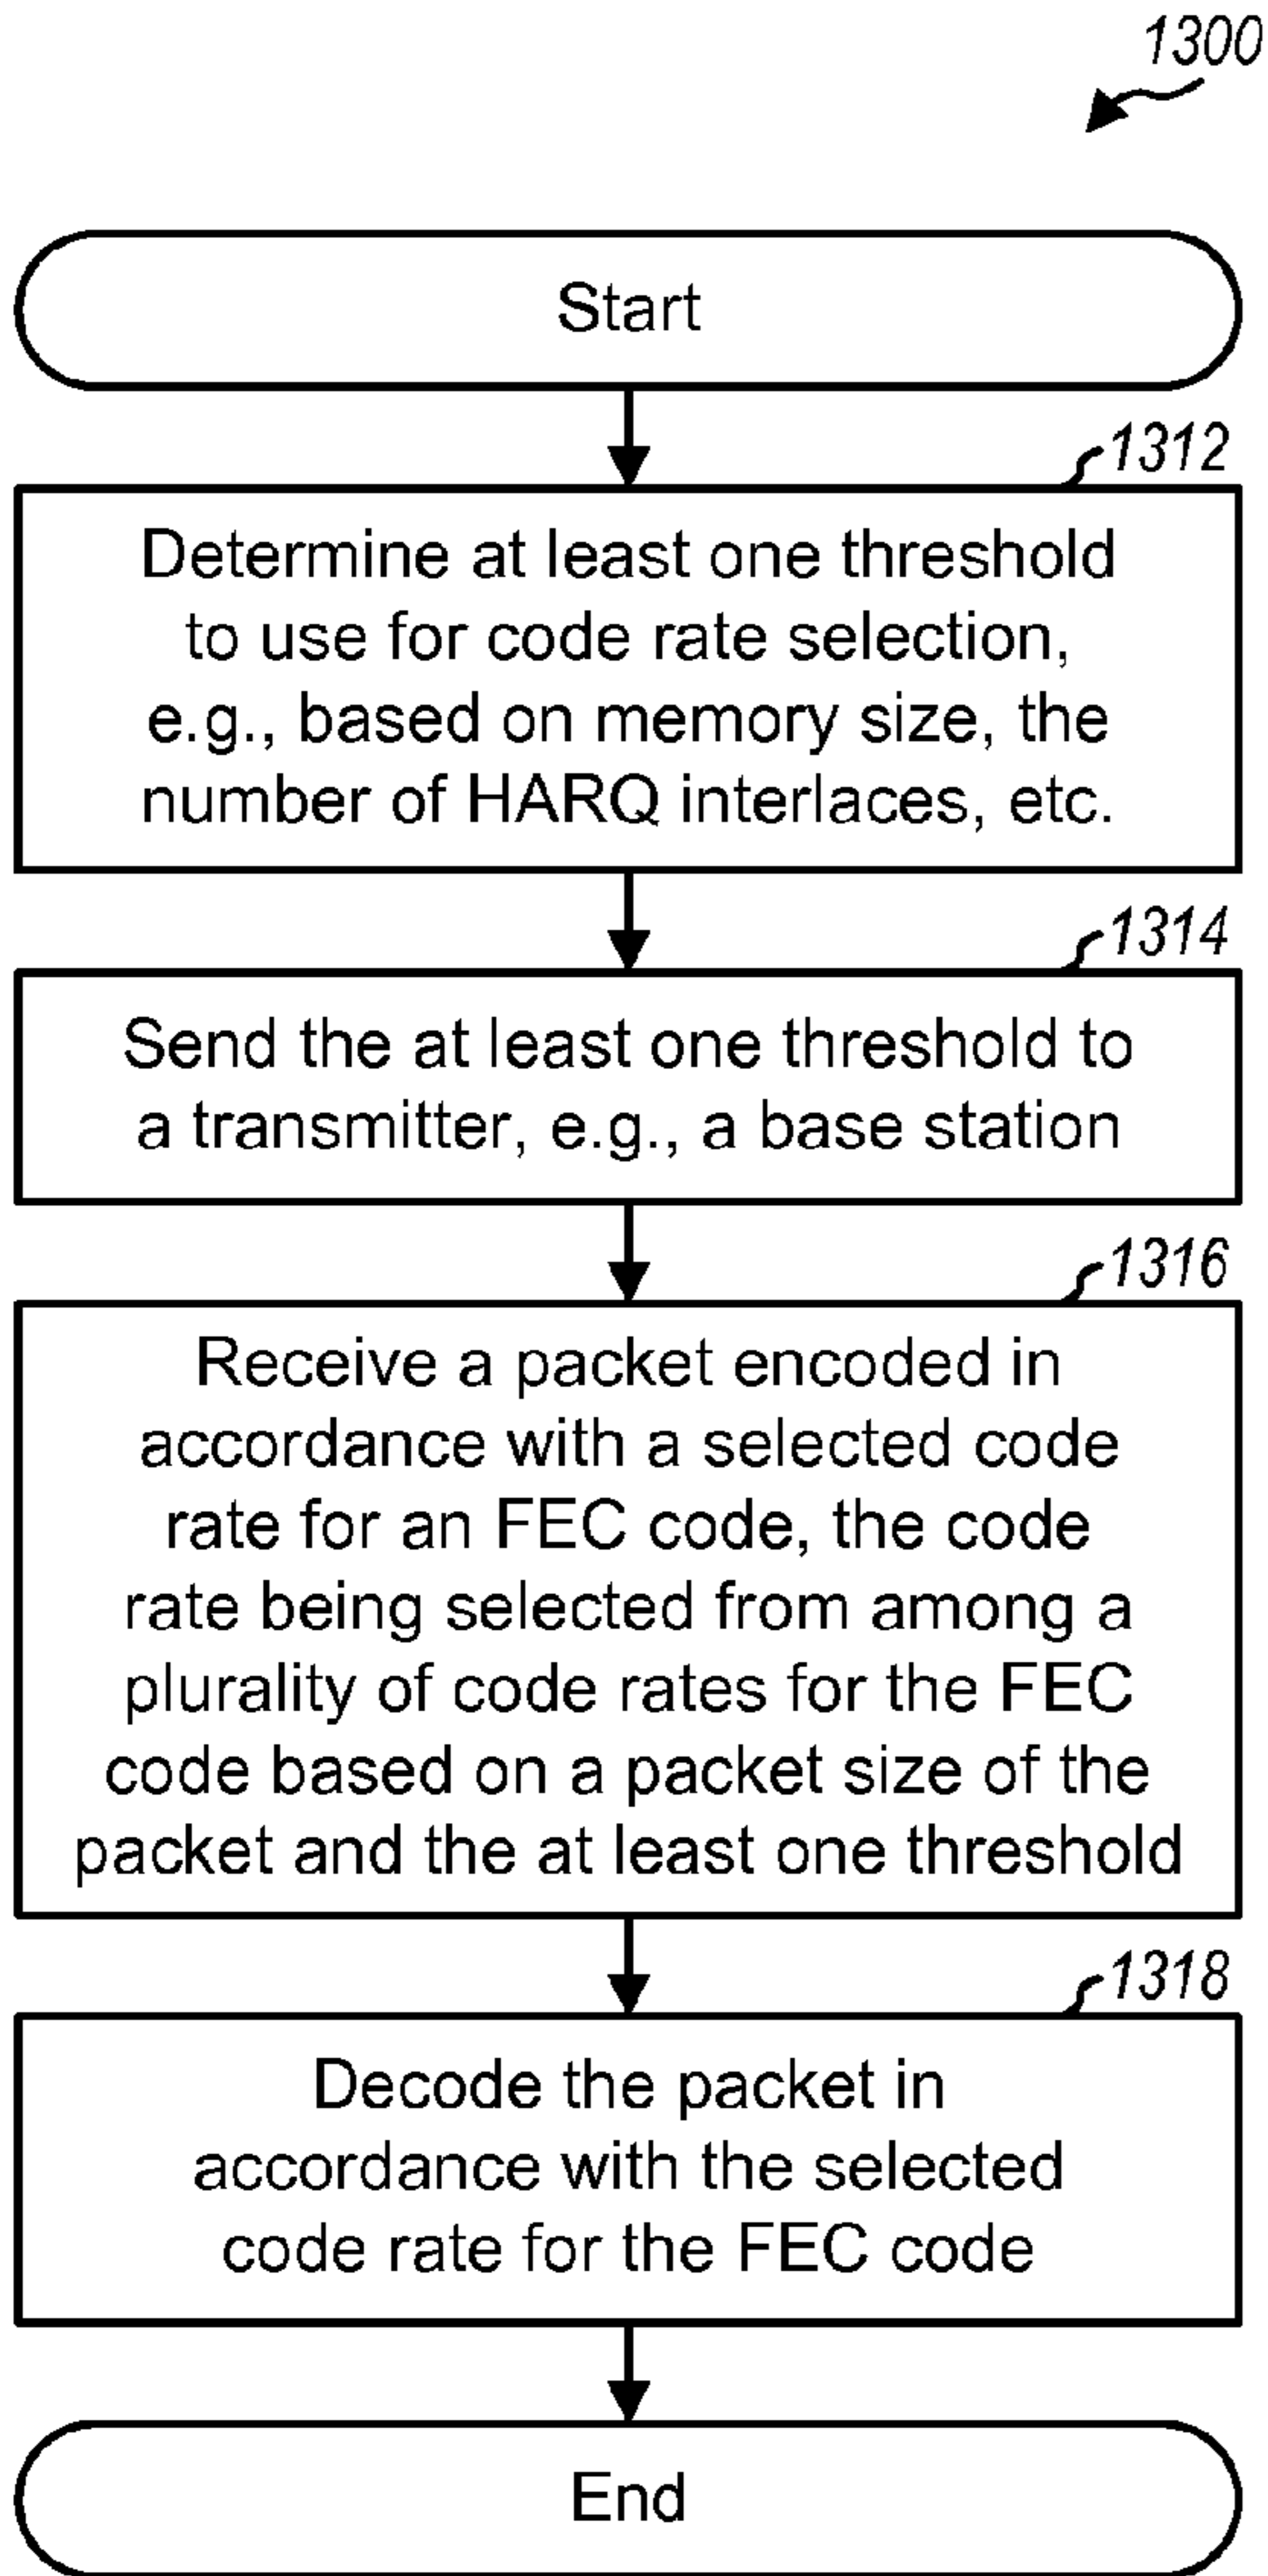 1300
Start
1312
Determine at least one threshold
to use for code rate selection,
e.g., based on memory size, the
number of HARQ interlaces, etc.
1314
Send the at least one threshold to
a transmitter, e.g., a base station
1316
Receive a packet encoded in
accordance with a selected code
rate for an FEC code, the code
rate being selected from among a
plurality of code rates for the FEC
code based on a packet size of the
packet and the at least one threshold
1318
Decode the packet in
accordance with the selected
code rate for the FEC code
End